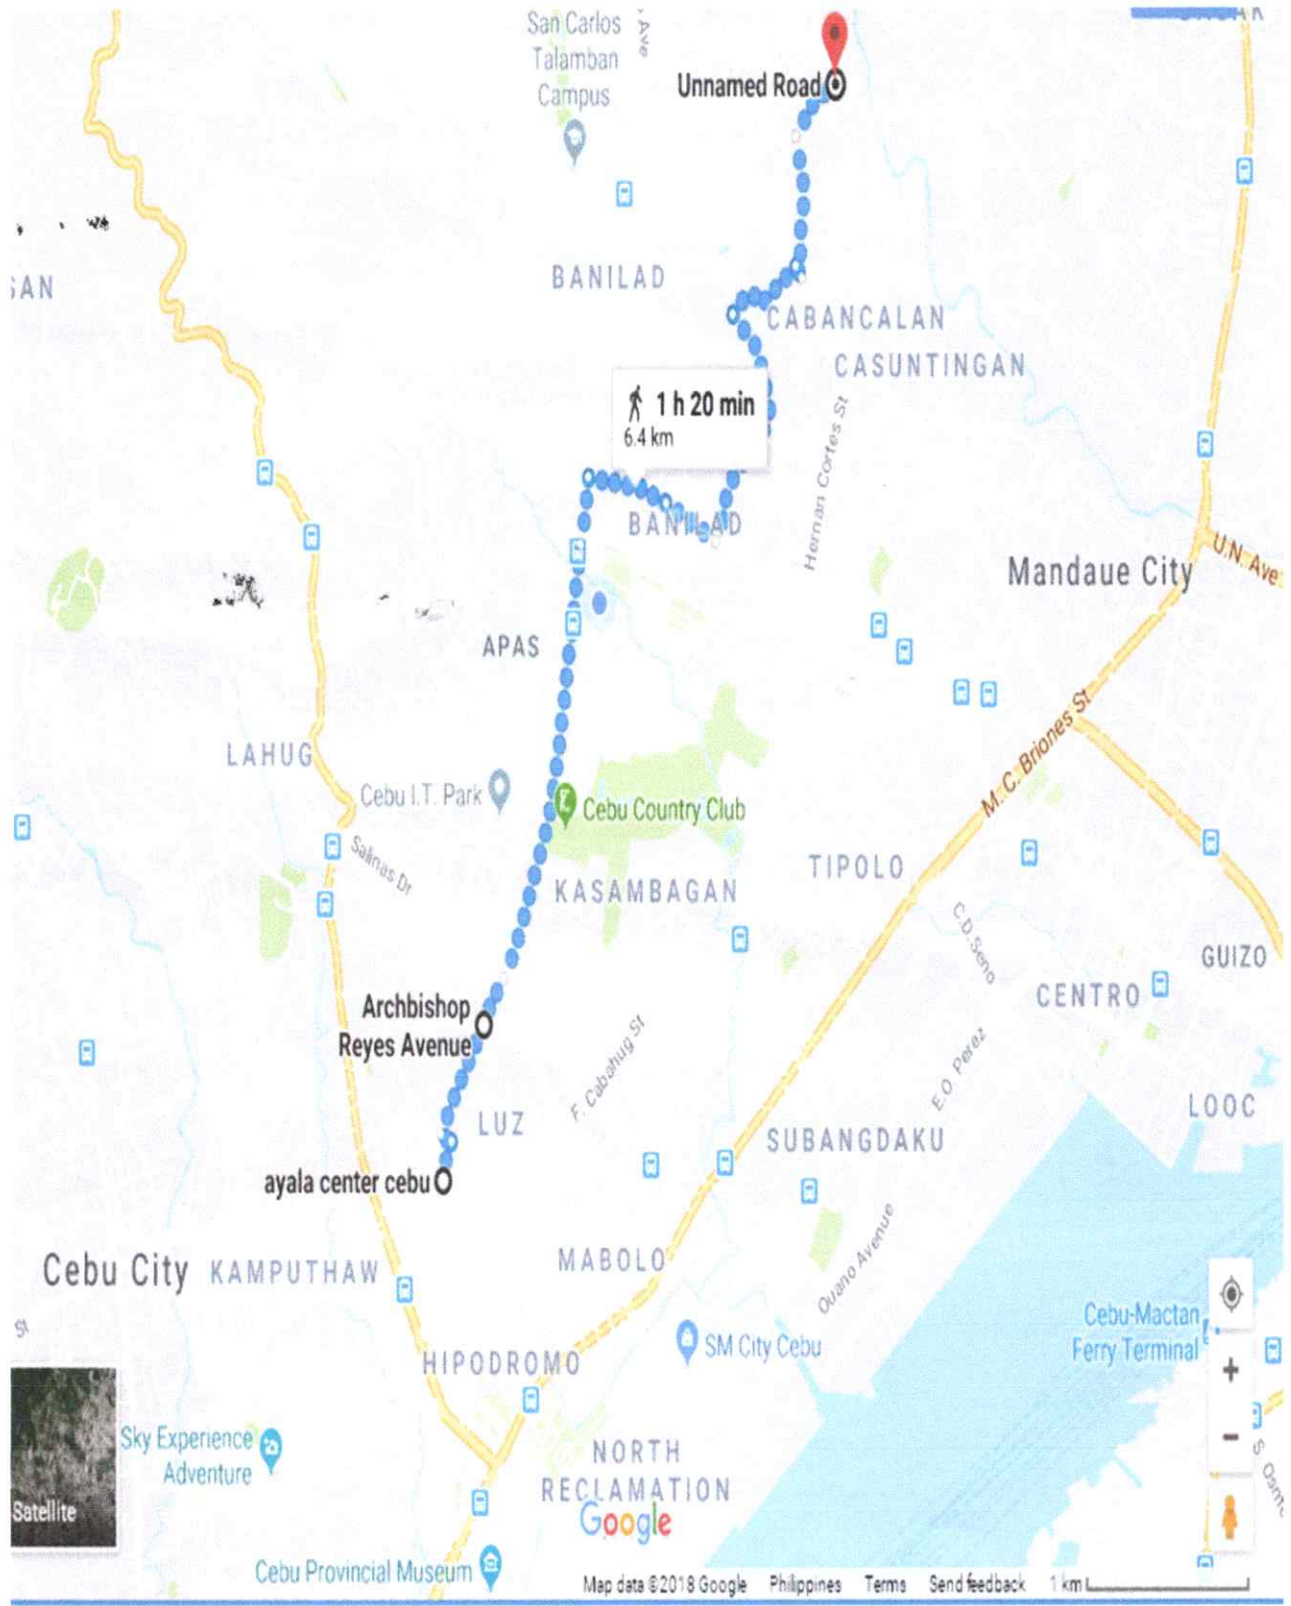 San Carlos
Talamban
Campus
Ave
Unnamed Road
BANILAD
CABANCALAN
CASUNTINGAN
1 h 20 min
6.4 km
Hernan Cortes St
BANILAD
Mandaue City
U.N. Ave
APAS
LAHUG
Cebu I.T. Park
Cebu Country Club
M. C. Briones St
Salinas Dr
KASAMBAGAN
TIPOLO
C.D. Seno
GUIZO
CENTRO
Archbishop
Reyes Avenue
F. Cabahug St
E.O. Perez
LUZ
LOOC
SUBANGDAKU
ayala center cebu
Cebu City
KAMPUTHAW
MABOLO
Ouano Avenue
St
SM City Cebu
Cebu-Mactan
Ferry Terminal
HIPODROMO
Sky Experience
Adventure
NORTH
RECLAMATION
Satellite
Google
Cebu Provincial Museum
Map data ©2018 Google Philippines Terms Send feedback 1 km